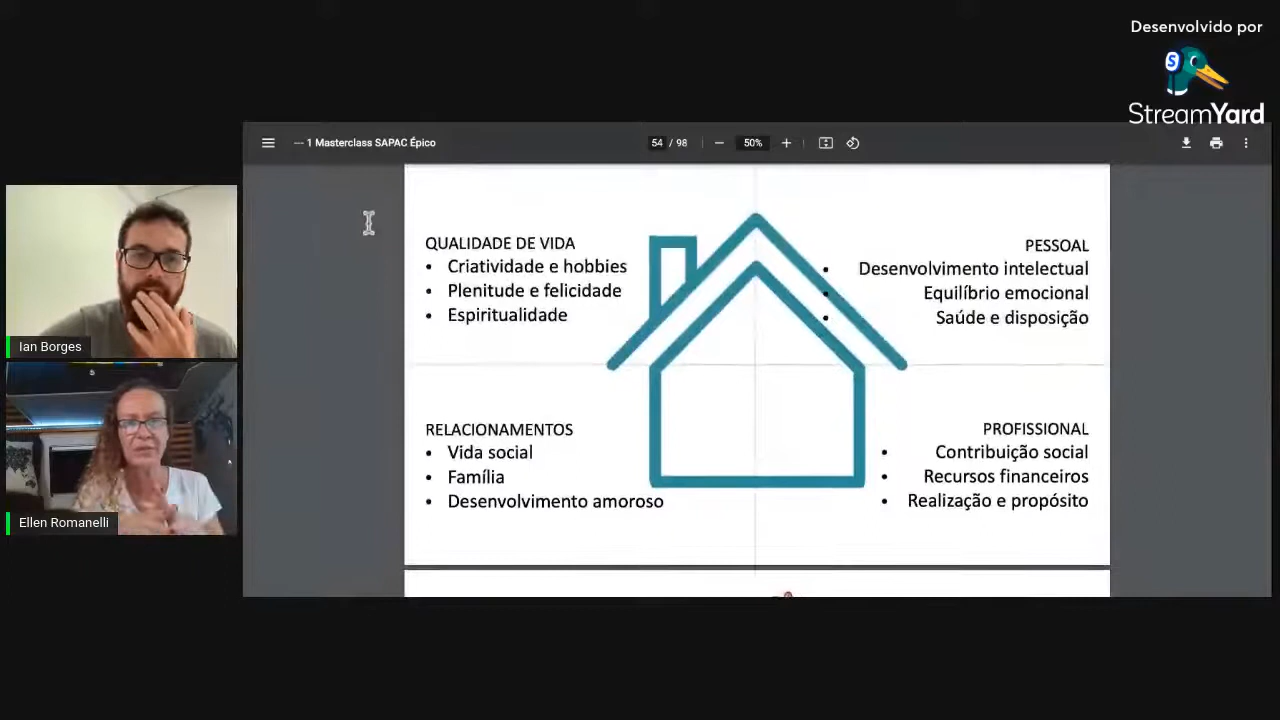 Desenvolvido por
StreamYard
--- 1 Masterclass SAPAC Épico
54 / 98
50%
QUALIDADE DE VIDA
• Criatividade e hobbies
• Plenitude e felicidade
• Espiritualidade
PESSOAL
• Desenvolvimento intelectual
• Equilíbrio emocional
• Saúde e disposição
RELACIONAMENTOS
• Vida social
• Família
• Desenvolvimento amoroso
PROFISSIONAL
• Contribuição social
• Recursos financeiros
• Realização e propósito
Ian Borges
Ellen Romanelli